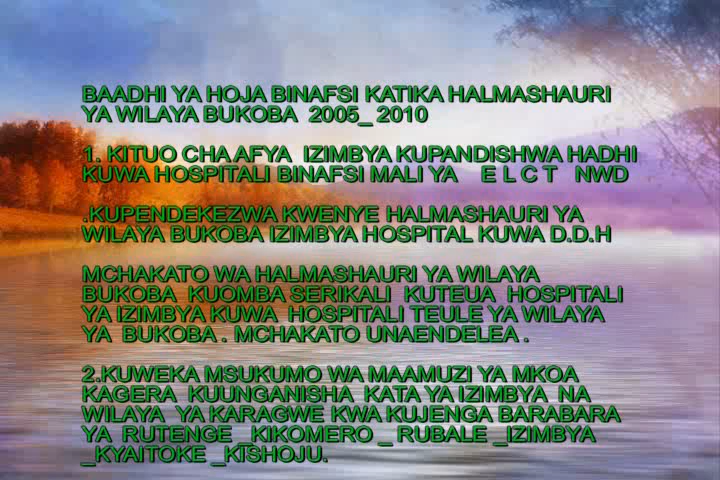 BAADHI YA HOJA BINAFSI KATIKA HALMASHAURI
YA WILAYA BUKOBA 2005_ 2010
1. KITUO CHA AFYA IZIMBYA KUPANDISHWA HADHI
KUWA HOSPITALI BINAFSI MALI YA E L C T NWD
.KUPENDEKEZWA KWENYE HALMASHAURI YA
WILAYA BUKOBA IZIMBYA HOSPITAL KUWA D.D.H
MCHAKATO WA HALMASHAURI YA WILAYA
BUKOBA KUOMBA SERIKALI KUTEUA HOSPITALI
YA IZIMBYA KUWA HOSPITALI TEULE YA WILAYA
YA BUKOBA . MCHAKATO UNAENDELEA .
2.KUWEKA MSUKUMO WA MAAMUZI YA MKOA
KAGERA KUUNGANISHA KATA YA IZIMBYA NA
WILAYA YA KARAGWE KWA KUJENGA BARABARA
YA RUTENGE _KIKOMERO _ RUBALE _IZIMBYA
_KYAITOKE _KISHOJU.